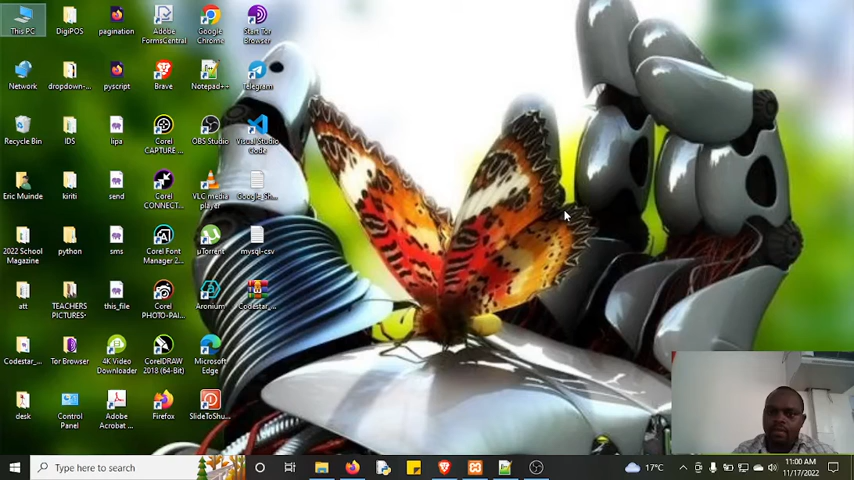 This PC
DigiPOS
pagination
Adobe
FormsCentral
Google
Chrome
Start Tor
Browser
Network
dropdown-...
pyscript
Brave
Notepad++
Telegram
Recycle Bin
IDS
lipa
Corel
CAPTURE ...
OBS Studio
Visual Studio
Code
Eric Muinde
kiriti
send
Corel
CONNECT...
VLC media
player
Google_Sh...
2022 School
Magazine
python
sms
Corel Font
Manager 2...
µTorrent
mysql-csv
att
TEACHERS
PICTURES
this_file
Corel
PHOTO-PAI...
Aronium
Codestar_...
Codestar_...
Tor Browser
4K Video
Downloader
CorelDRAW
2018 (64-Bit)
Microsoft
Edge
desk
Control
Panel
Adobe
Acrobat ...
Firefox
SlideToShu...
Type here to search
17°C
11:00 AM
11/17/2022